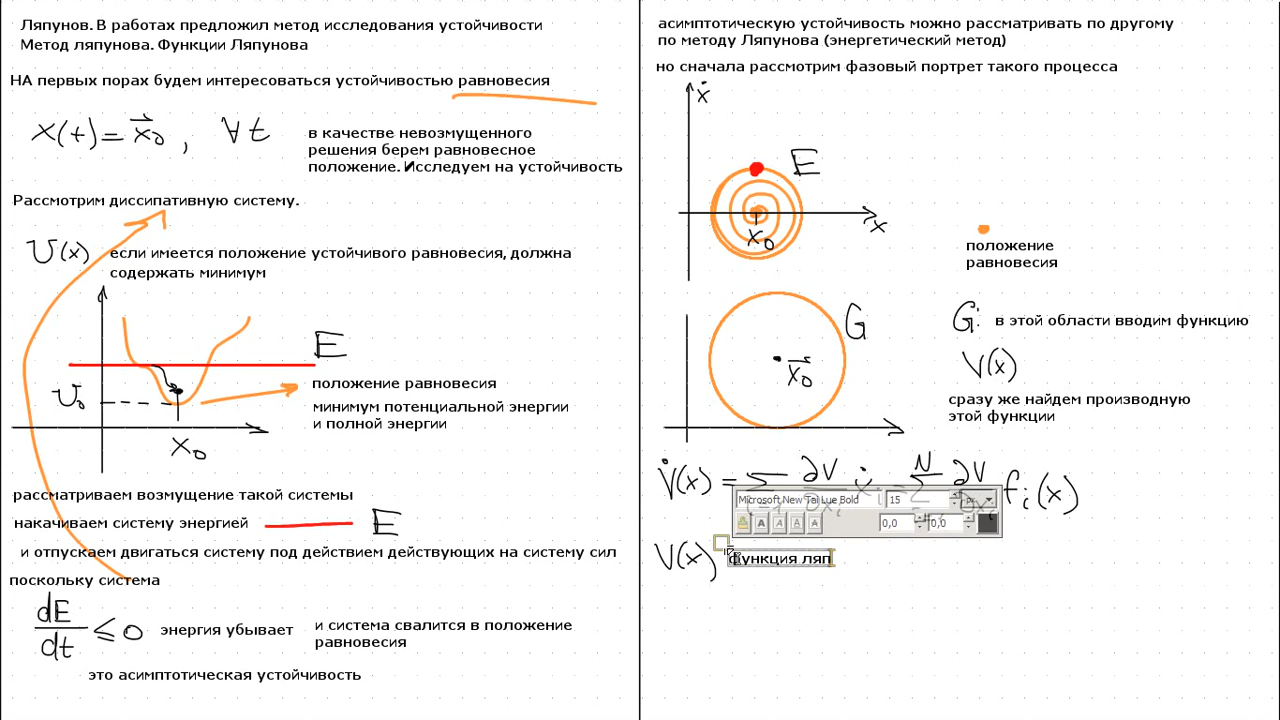 Ляпунов. В работах предложил метод исследования устойчивости
Метод ляпунова. Функции Ляпунова
НА первых порах будем интересоваться устойчивостью равновесия
x(t) = x₀, ∀t
в качестве невозмущенного
решения берем равновесное
положение. Исследуем на устойчивость
Рассмотрим диссипативную систему.
U(x)
если имеется положение устойчивого равновесия, должна
содержать минимум
E
положение равновесия
U₀
минимум потенциальной энергии
и полной энергии
x₀
рассматриваем возмущение такой системы
накачиваем систему энергией
E
и отпускаем двигаться систему под действием действующих на систему сил
поскольку система
dE/dt ≤ 0
энергия убывает
и система свалится в положение
равновесия
это асимптотическая устойчивость
асимптотическую устойчивость можно рассматривать по другому
по методу Ляпунова (энергетический метод)
но сначала рассмотрим фазовый портрет такого процесса
ẋ
E
x
x₀
положение
равновесия
G
x₀
G:
в этой области вводим функцию
V(x)
сразу же найдем производную
этой функции
V̇(x) = Σ ∂V/∂xᵢ ẋᵢ = Σ ∂V/∂xᵢ fᵢ(x)
N
Microsoft New Tai Lue Bold
15
0,0
0,0
V(x)
функция ляп